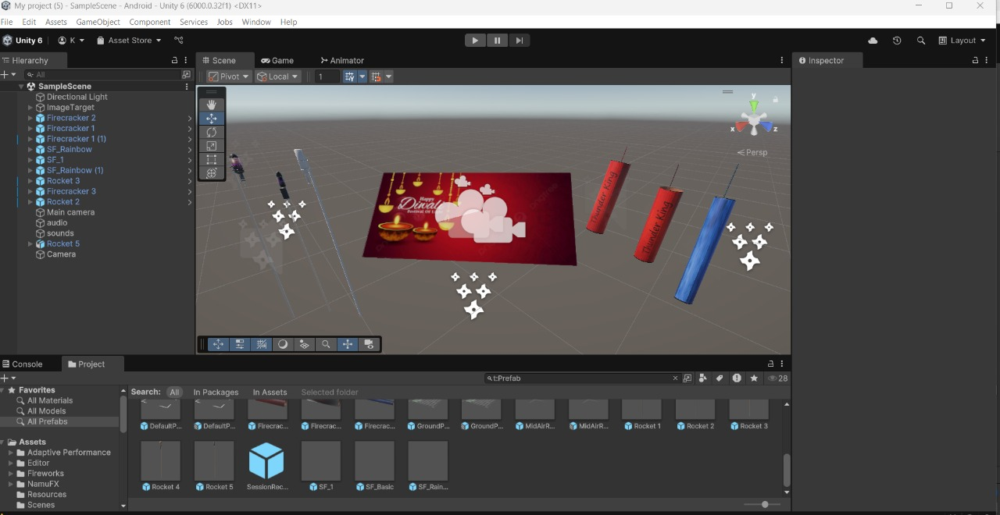 My project (5) - SampleScene - Android - Unity 6 (6000.0.32f1) <DX11>
File Edit Assets GameObject Component Services Jobs Window Help
Unity 6 K Asset Store Layout
Hierarchy Scene Game Animator Inspector
All Pivot Local 1
SampleScene
Directional Light
ImageTarget
Firecracker 2
Firecracker 1
Firecracker 1 (1)
SF_Rainbow
SF_1
SF_Rainbow (1)
Rocket 3
Firecracker 3
Rocket 2
Main camera
audio
sounds
Rocket 5
Camera
y
x z
Persp
Happy
Diwali
Festival Of
Thunder King
Thunder King
Console Project
t:Prefab 28
Favorites
All Materials
All Models
All Prefabs
Assets
Adaptive Performance
Editor
Fireworks
NamuFX
Resources
Scenes
Search: All In Packages In Assets Selected folder
DefaultP... DefaultP... Firecrac... Firecrac... Firecrac... GroundP... GroundP... MidAirR... MidAirR... Rocket 1 Rocket 2 Rocket 3
Rocket 4 Rocket 5 SessionRec... SF_1 SF_Basic SF_Rain...